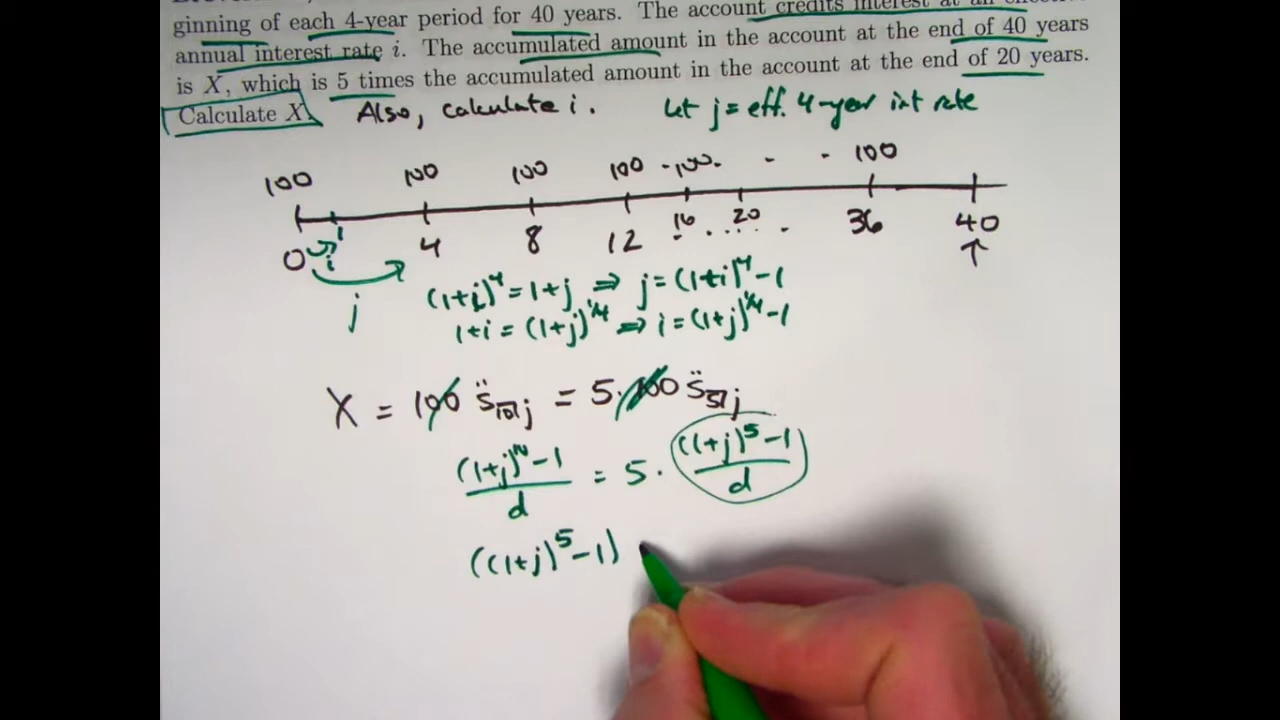 ginning of each 4-year period for 40 years. The account credits interest at an
annual interest rate i. The accumulated amount in the account at the end of 40 years
is X, which is 5 times the accumulated amount in the account at the end of 20 years.
Calculate X. Also, calculate i. Let j = eff. 4-year int rate
100 100 100 100 -100. - . 100
0 1 4 8 12 16 20 36 40
i
j
(1+i)^4 = 1+j ⇒ j = (1+i)^4 - 1
1+i = (1+j)^1/4 ⇒ i = (1+j)^1/4 - 1
X = 100 s̈_10|j = 5·100 s̈_5|j
((1+j)^10 - 1)/d = 5 · ((1+j)^5 - 1)/d
((1+j)^5 - 1)